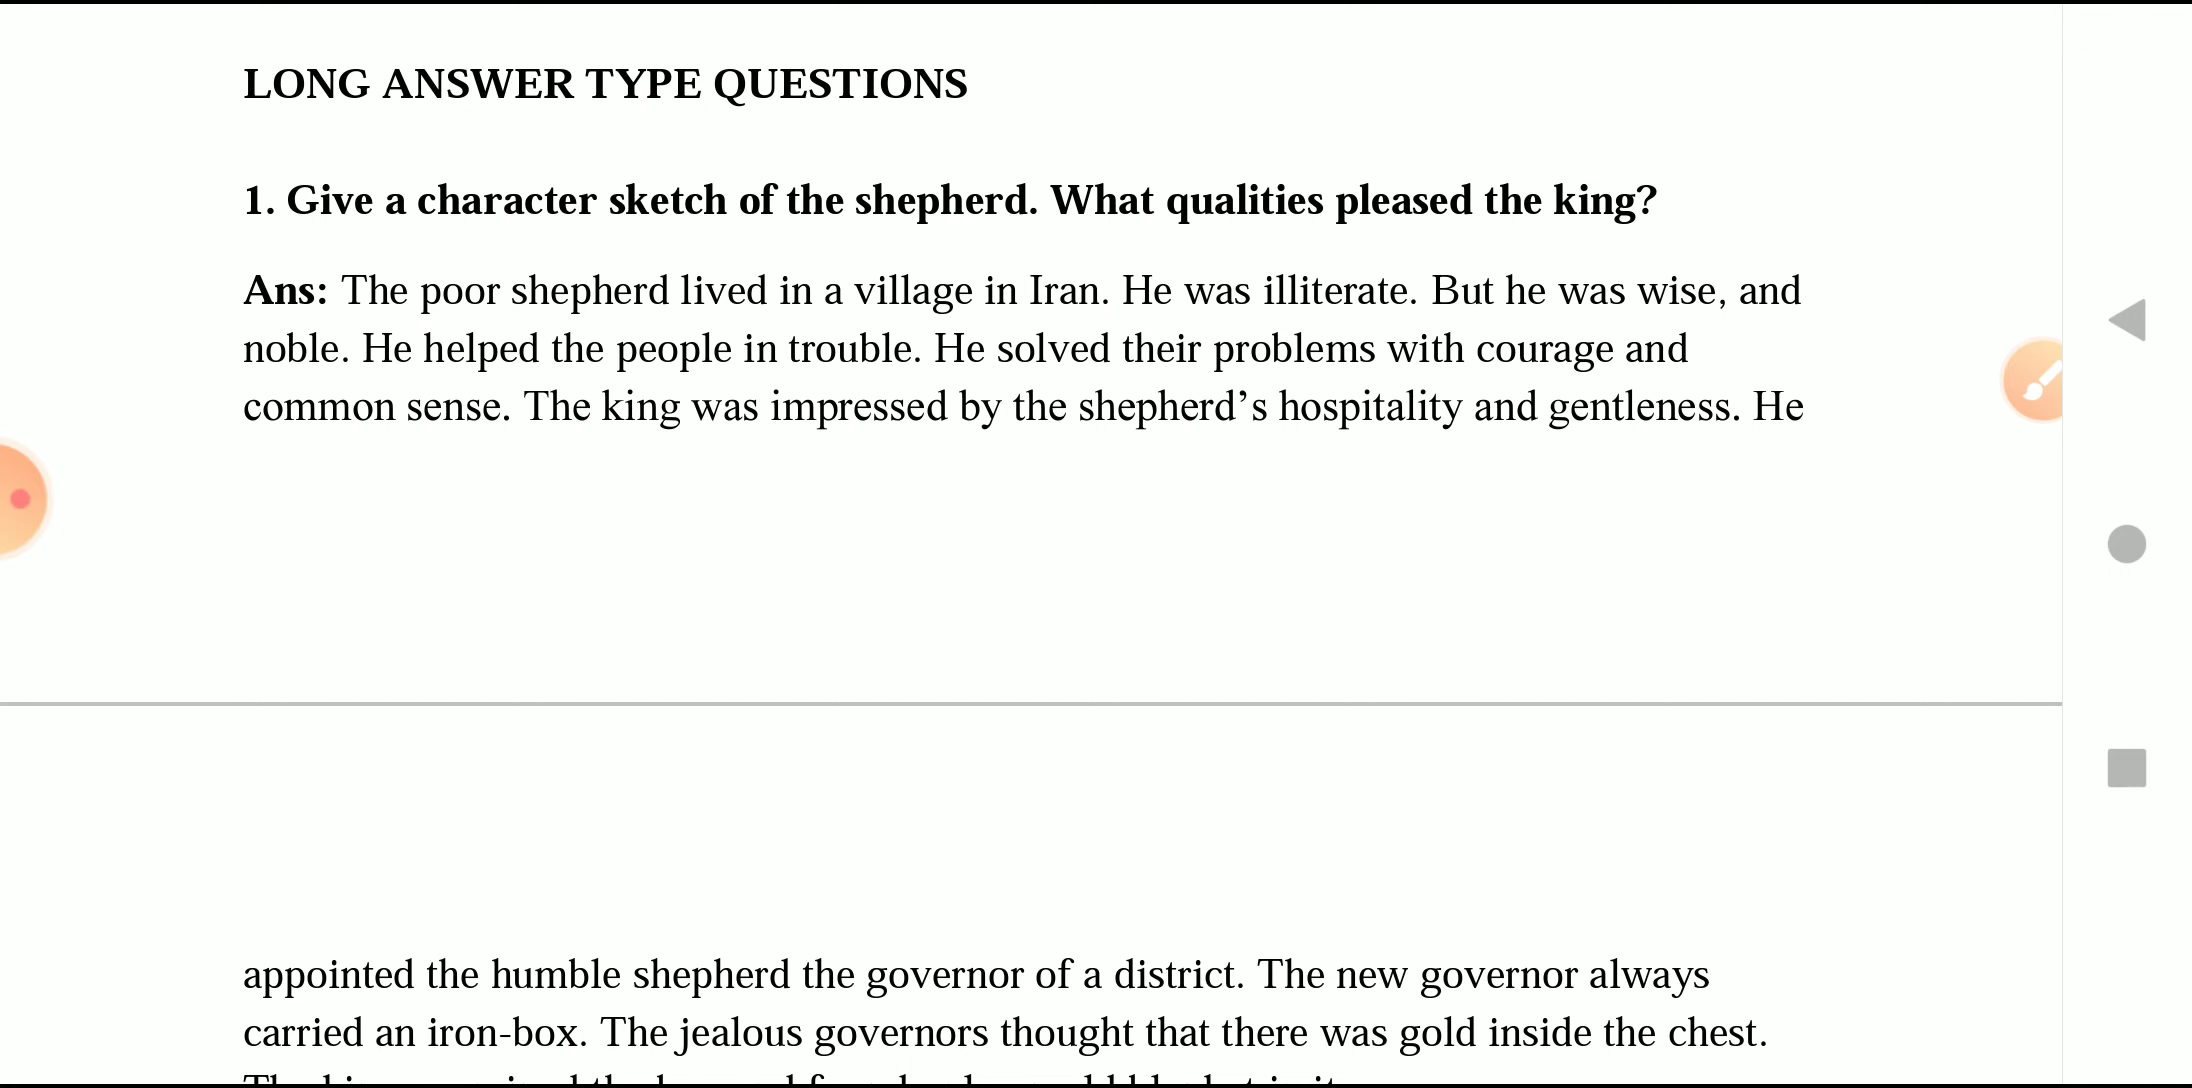 LONG ANSWER TYPE QUESTIONS
1. Give a character sketch of the shepherd. What qualities pleased the king?
Ans: The poor shepherd lived in a village in Iran. He was illiterate. But he was wise, and
noble. He helped the people in trouble. He solved their problems with courage and
common sense. The king was impressed by the shepherd’s hospitality and gentleness. He
appointed the humble shepherd the governor of a district. The new governor always
carried an iron-box. The jealous governors thought that there was gold inside the chest.